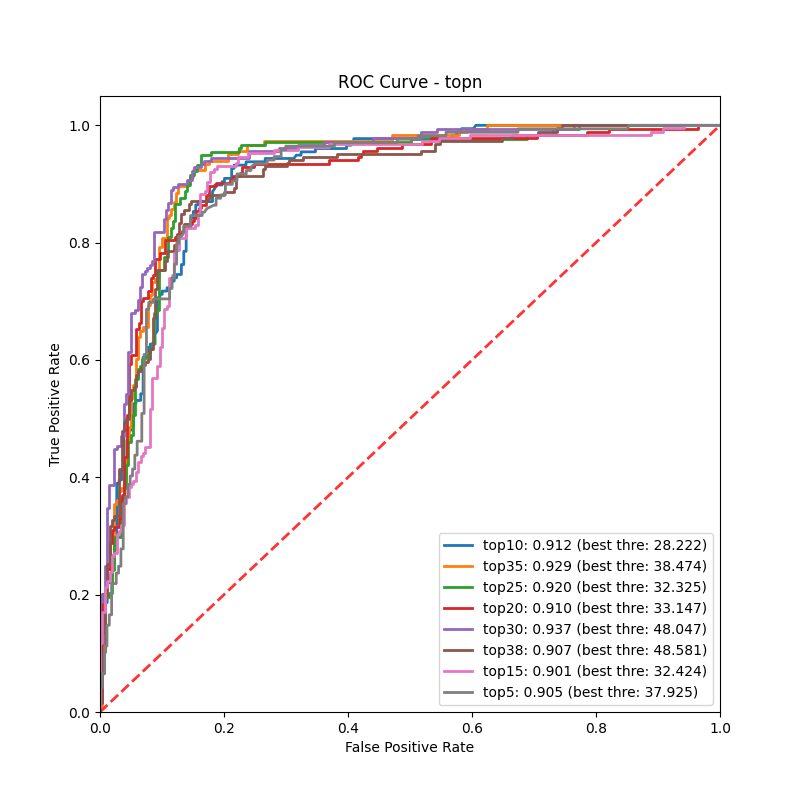 ROC Curve - topn
1.0
0.8
0.6
0.4
0.2
0.0
True Positive Rate
top10: 0.912 (best thre: 28.222)
top35: 0.929 (best thre: 38.474)
top25: 0.920 (best thre: 32.325)
top20: 0.910 (best thre: 33.147)
top30: 0.937 (best thre: 48.047)
top38: 0.907 (best thre: 48.581)
top15: 0.901 (best thre: 32.424)
top5: 0.905 (best thre: 37.925)
0.0 0.2 0.4 0.6 0.8 1.0
False Positive Rate